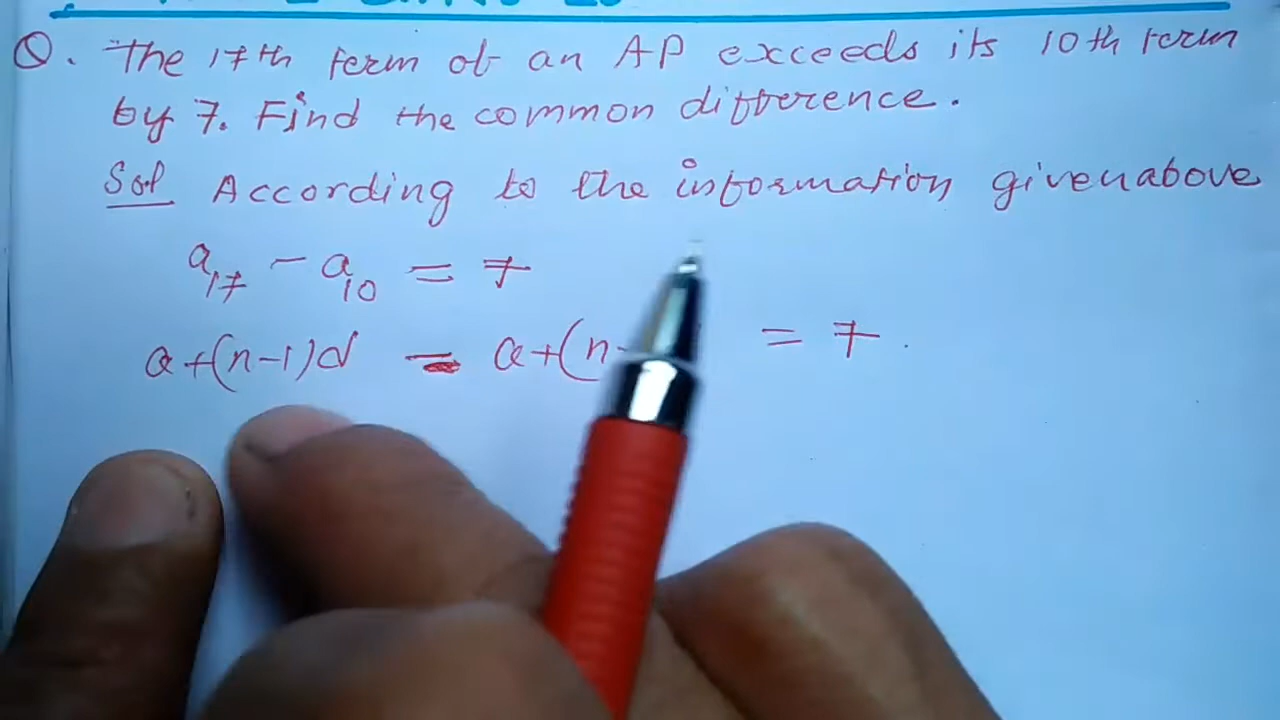 Q. The 17th term of an AP exceeds its 10th term
by 7. Find the common difference.
Sol According to the information given above
a17 - a10 = 7
a+(n-1)d - a+(n- = 7